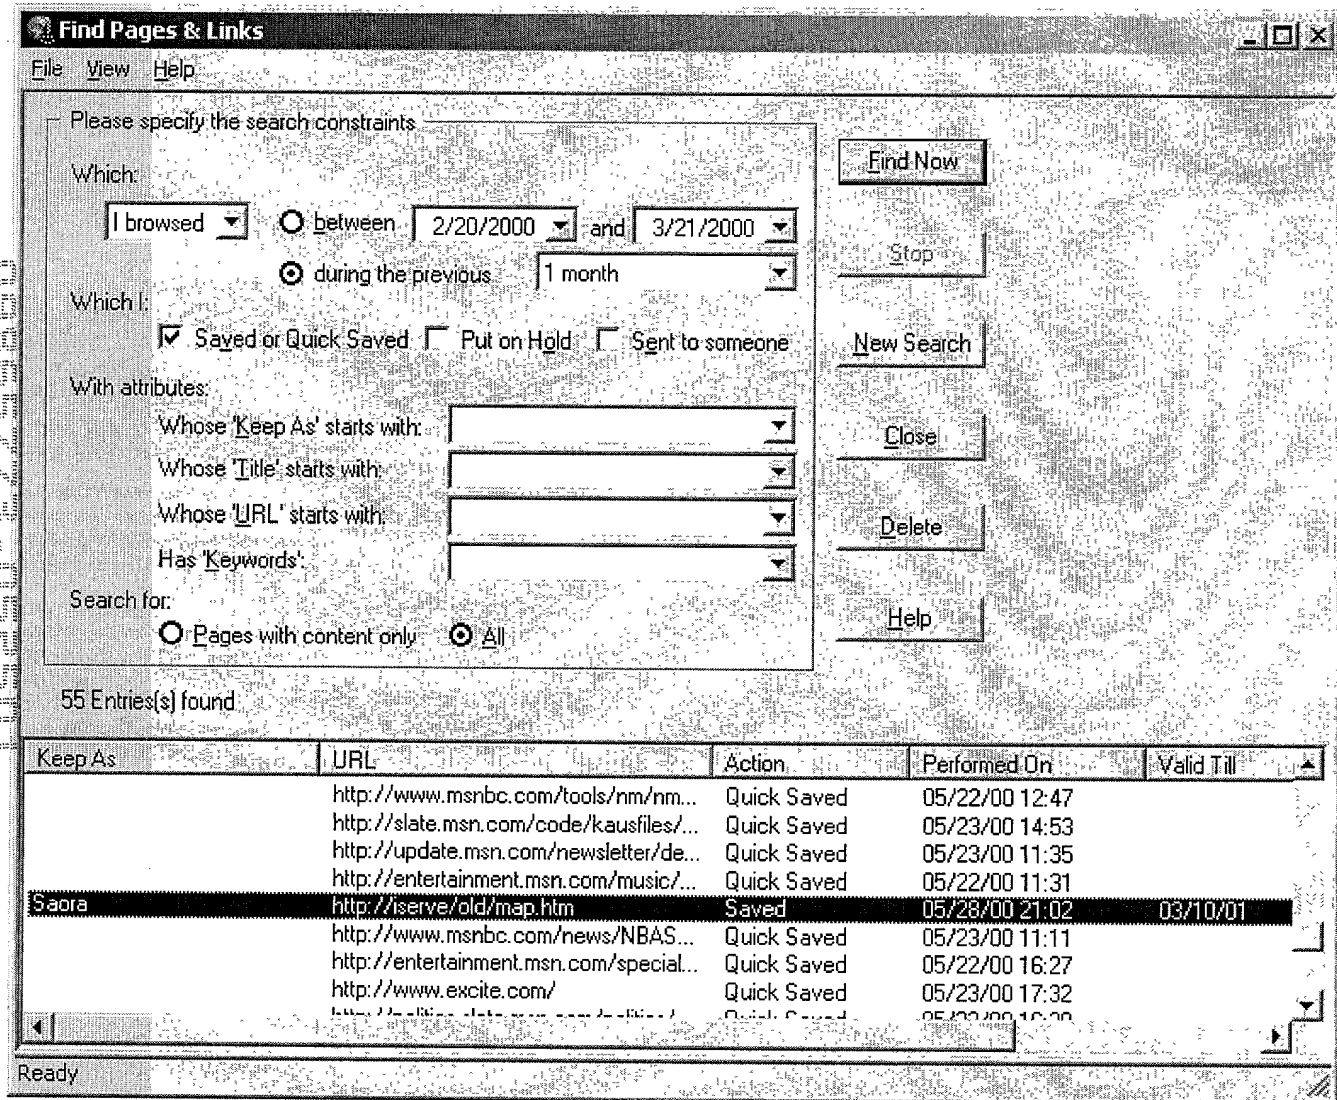 Find Pages & Links
File View Help
Please specify the search constraints
Which:
I browsed between 2/20/2000 and 3/21/2000
during the previous 1 month
Which I:
Saved or Quick Saved Put on Hold Sent to someone
With attributes:
Whose 'Keep As' starts with:
Whose 'Title' starts with:
Whose 'URL' starts with:
Has 'Keywords':
Search for:
Pages with content only All
Find Now
Stop
New Search
Close
Delete
Help
55 Entries(s) found
Keep As URL Action Performed On Valid Till
http://www.msnbc.com/tools/nm/nm... Quick Saved 05/22/00 12:47
http://slate.msn.com/code/kausfiles/... Quick Saved 05/23/00 14:53
http://update.msn.com/newsletter/de... Quick Saved 05/23/00 11:35
http://entertainment.msn.com/music/... Quick Saved 05/22/00 11:31
Saora http://iserve/old/map.htm Saved 05/28/00 21:02 03/10/01
http://www.msnbc.com/news/NBAS... Quick Saved 05/23/00 11:11
http://entertainment.msn.com/special... Quick Saved 05/22/00 16:27
http://www.excite.com/ Quick Saved 05/23/00 17:32
Quick Saved
Ready